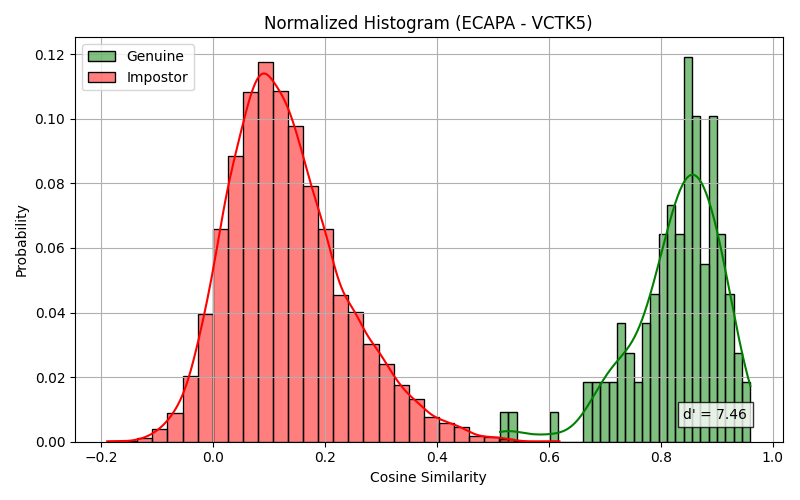 Normalized Histogram (ECAPA - VCTK5)
Genuine
Impostor
0.12
0.10
0.08
0.06
0.04
0.02
0.00
Probability
d' = 7.46
−0.2 0.0 0.2 0.4 0.6 0.8 1.0
Cosine Similarity